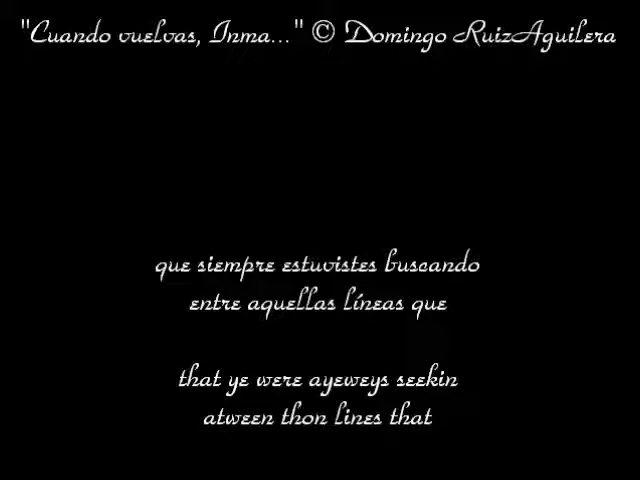 "Cuando vuelvas, Inma..." © Domingo RuizAguilera
que siempre estuvistes buscando
entre aquellas líneas que
that ye were ayeweys seekin
atween thon lines that